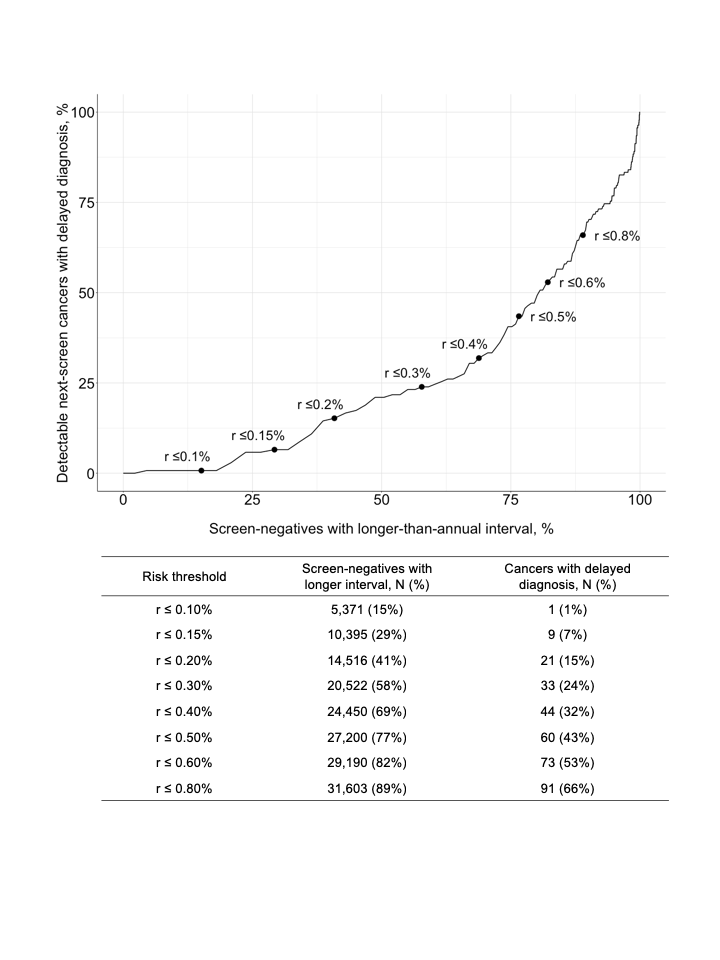 Detectable next-screen cancers with delayed diagnosis, %
100
75
50
25
0
r ≤0.8%
r ≤0.6%
r ≤0.5%
r ≤0.4%
r ≤0.3%
r ≤0.2%
r ≤0.15%
r ≤0.1%
0 25 50 75 100
Screen-negatives with longer-than-annual interval, %
Risk threshold
Screen-negatives with
longer interval, N (%)
Cancers with delayed
diagnosis, N (%)
r ≤ 0.10% 5,371 (15%) 1 (1%)
r ≤ 0.15% 10,395 (29%) 9 (7%)
r ≤ 0.20% 14,516 (41%) 21 (15%)
r ≤ 0.30% 20,522 (58%) 33 (24%)
r ≤ 0.40% 24,450 (69%) 44 (32%)
r ≤ 0.50% 27,200 (77%) 60 (43%)
r ≤ 0.60% 29,190 (82%) 73 (53%)
r ≤ 0.80% 31,603 (89%) 91 (66%)